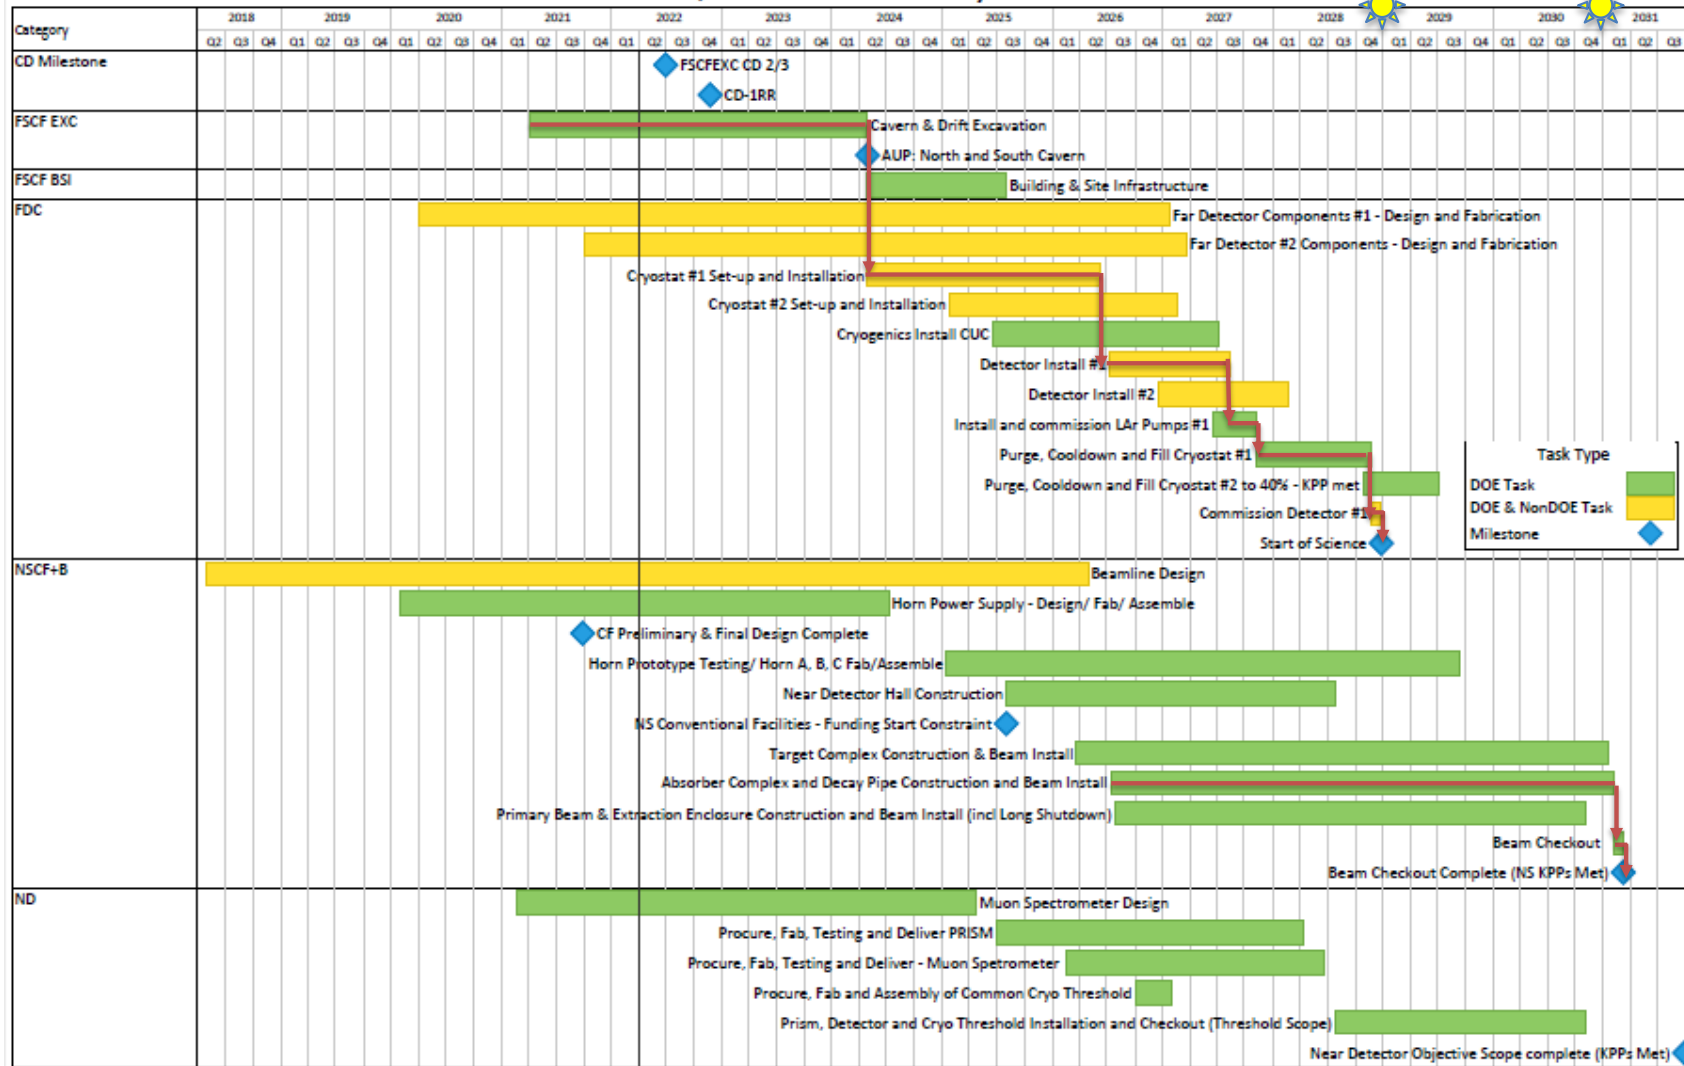 2018 2019 2020 2021 2022 2023 2024 2025 2026 2027 2028 2029 2030 2031
Category
Q2 Q3 Q4 Q1 Q2 Q3 Q4 Q1 Q2 Q3 Q4 Q1 Q2 Q3 Q4 Q1 Q2 Q3 Q4 Q1 Q2 Q3 Q4 Q1 Q2 Q3 Q4 Q1 Q2 Q3 Q4 Q1 Q2 Q3 Q4 Q1 Q2 Q3 Q4 Q1 Q2 Q3 Q4 Q1 Q2 Q3 Q4 Q1 Q2 Q3 Q4 Q1 Q2 Q3
CD Milestone
FSCFEXC CD 2/3
CD-1RR
FSCF EXC
Cavern & Drift Excavation
AUP: North and South Cavern
FSCF BSI
Building & Site Infrastructure
FDC
Far Detector Components #1 - Design and Fabrication
Far Detector #2 Components - Design and Fabrication
Cryostat #1 Set-up and Installation
Cryostat #2 Set-up and Installation
Cryogenics Install CUC
Detector Install #1
Detector Install #2
Install and commission LAr Pumps #1
Purge, Cooldown and Fill Cryostat #1
Purge, Cooldown and Fill Cryostat #2 to 40% - KPP met
Commission Detector #1
Start of Science
Task Type
DOE Task
DOE & NonDOE Task
Milestone
NSCF+B
Beamline Design
Horn Power Supply - Design/ Fab/ Assemble
CF Preliminary & Final Design Complete
Horn Prototype Testing/ Horn A, B, C Fab/Assemble
Near Detector Hall Construction
NS Conventional Facilities - Funding Start Constraint
Target Complex Construction & Beam Install
Absorber Complex and Decay Pipe Construction and Beam Install
Primary Beam & Extraction Enclosure Construction and Beam Install (incl Long Shutdown)
Beam Checkout
Beam Checkout Complete (NS KPPs Met)
ND
Muon Spectrometer Design
Procure, Fab, Testing and Deliver PRISM
Procure, Fab, Testing and Deliver - Muon Spetrometer
Procure, Fab and Assembly of Common Cryo Threshold
Prism, Detector and Cryo Threshold Installation and Checkout (Threshold Scope)
Near Detector Objective Scope complete (KPPs Met)